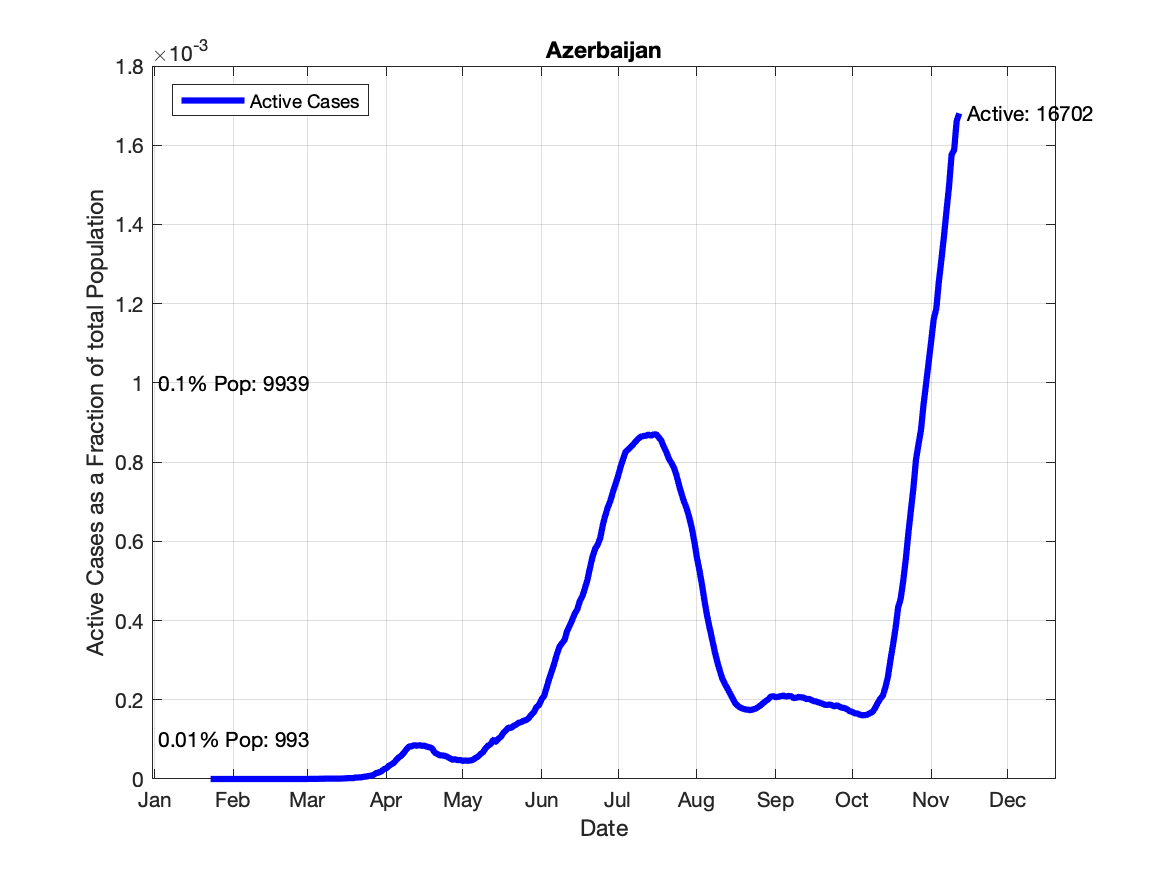 Azerbaijan
×10-3
1.8
Active Cases
Active: 16702
1.6
1.4
1.2
1
0.1% Pop: 9939
0.8
0.6
0.4
0.2
0.01% Pop: 993
0
Active Cases as a Fraction of total Population
Jan Feb Mar Apr May Jun Jul Aug Sep Oct Nov Dec
Date